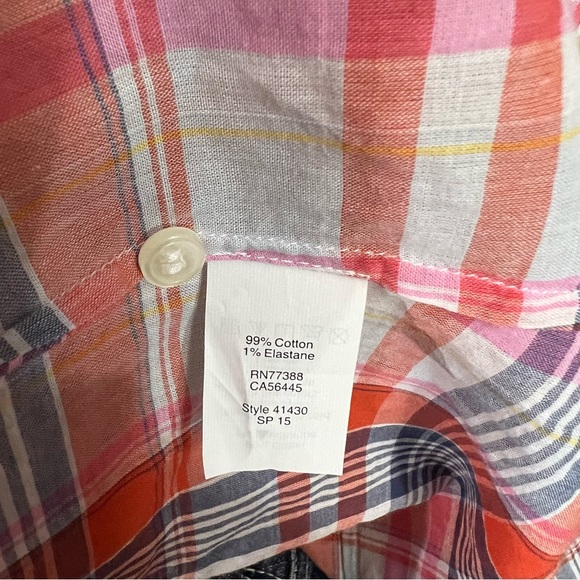 99% Cotton
1% Elastane
RN77388
CA56445
Style 41430
SP 15